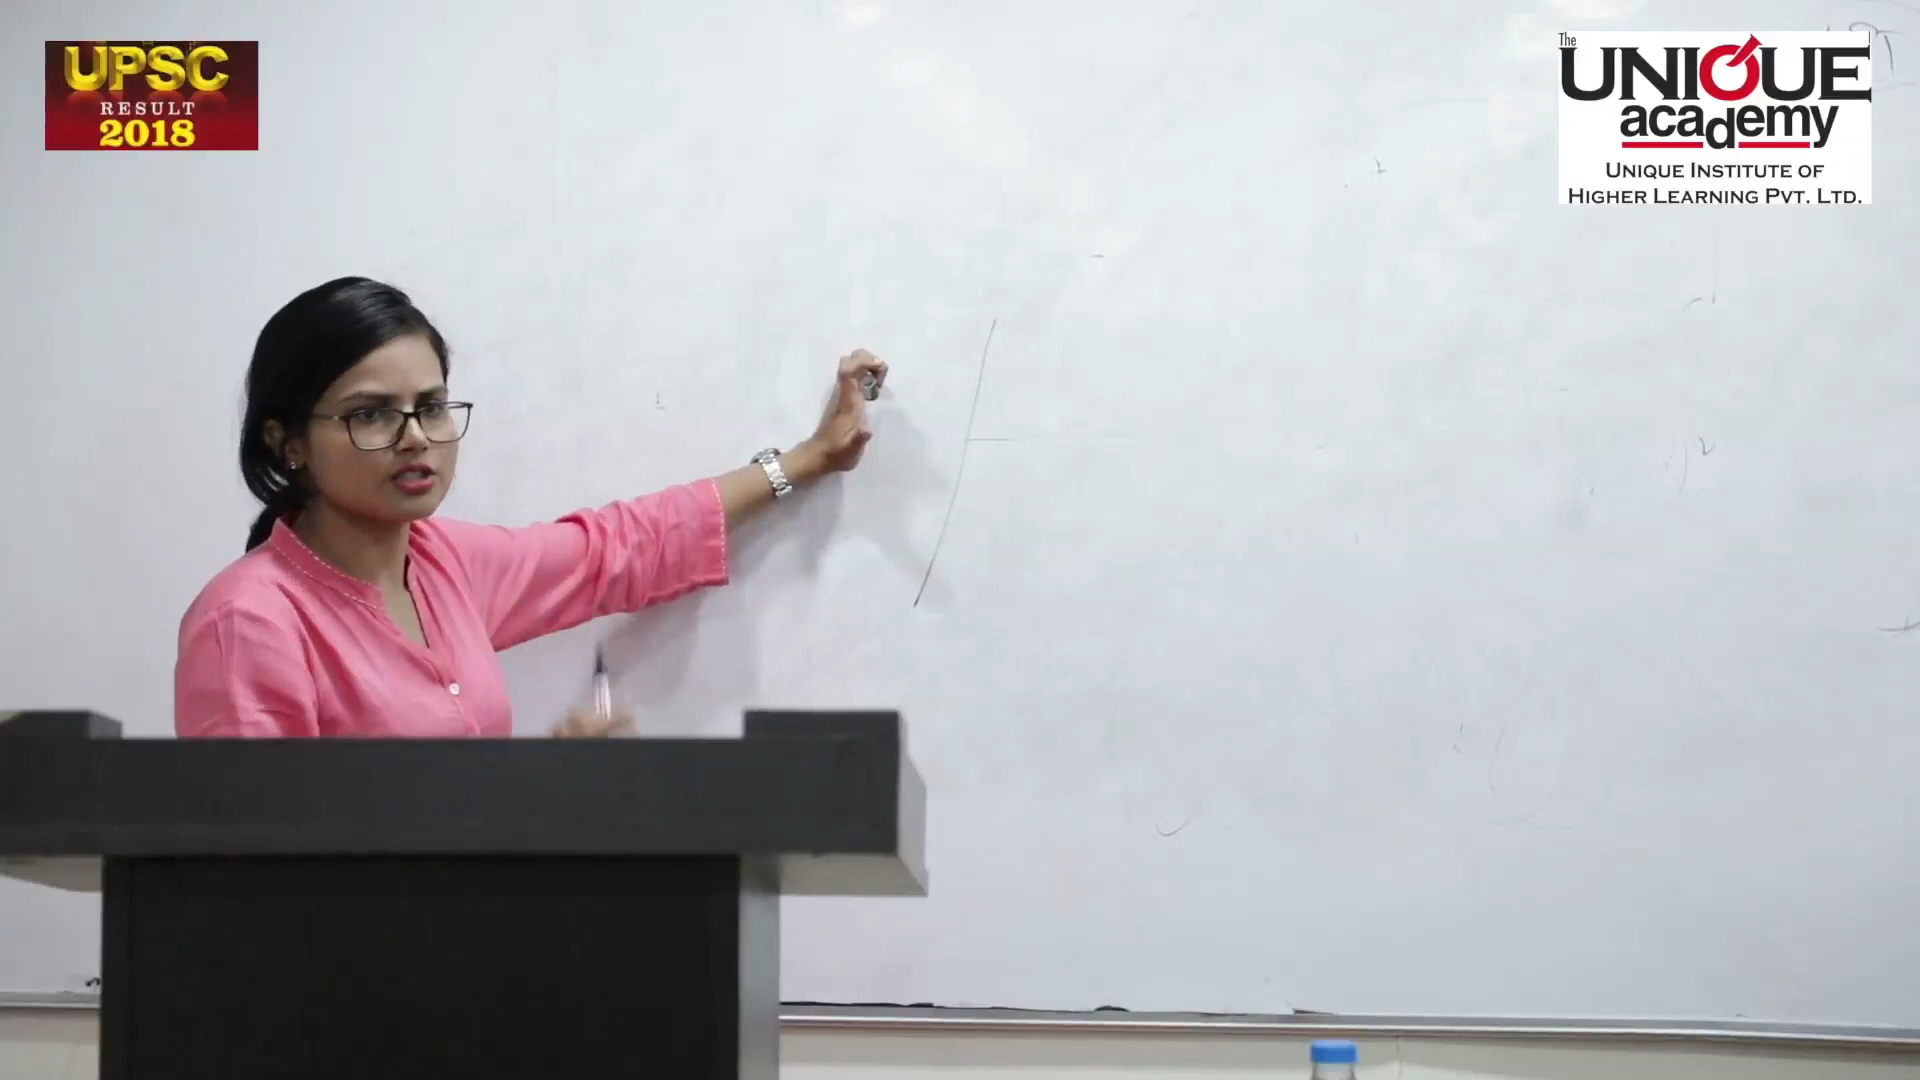 UPSC
RESULT
2018
The
UNIQUE
academy
UNIQUE INSTITUTE OF
HIGHER LEARNING PVT. LTD.